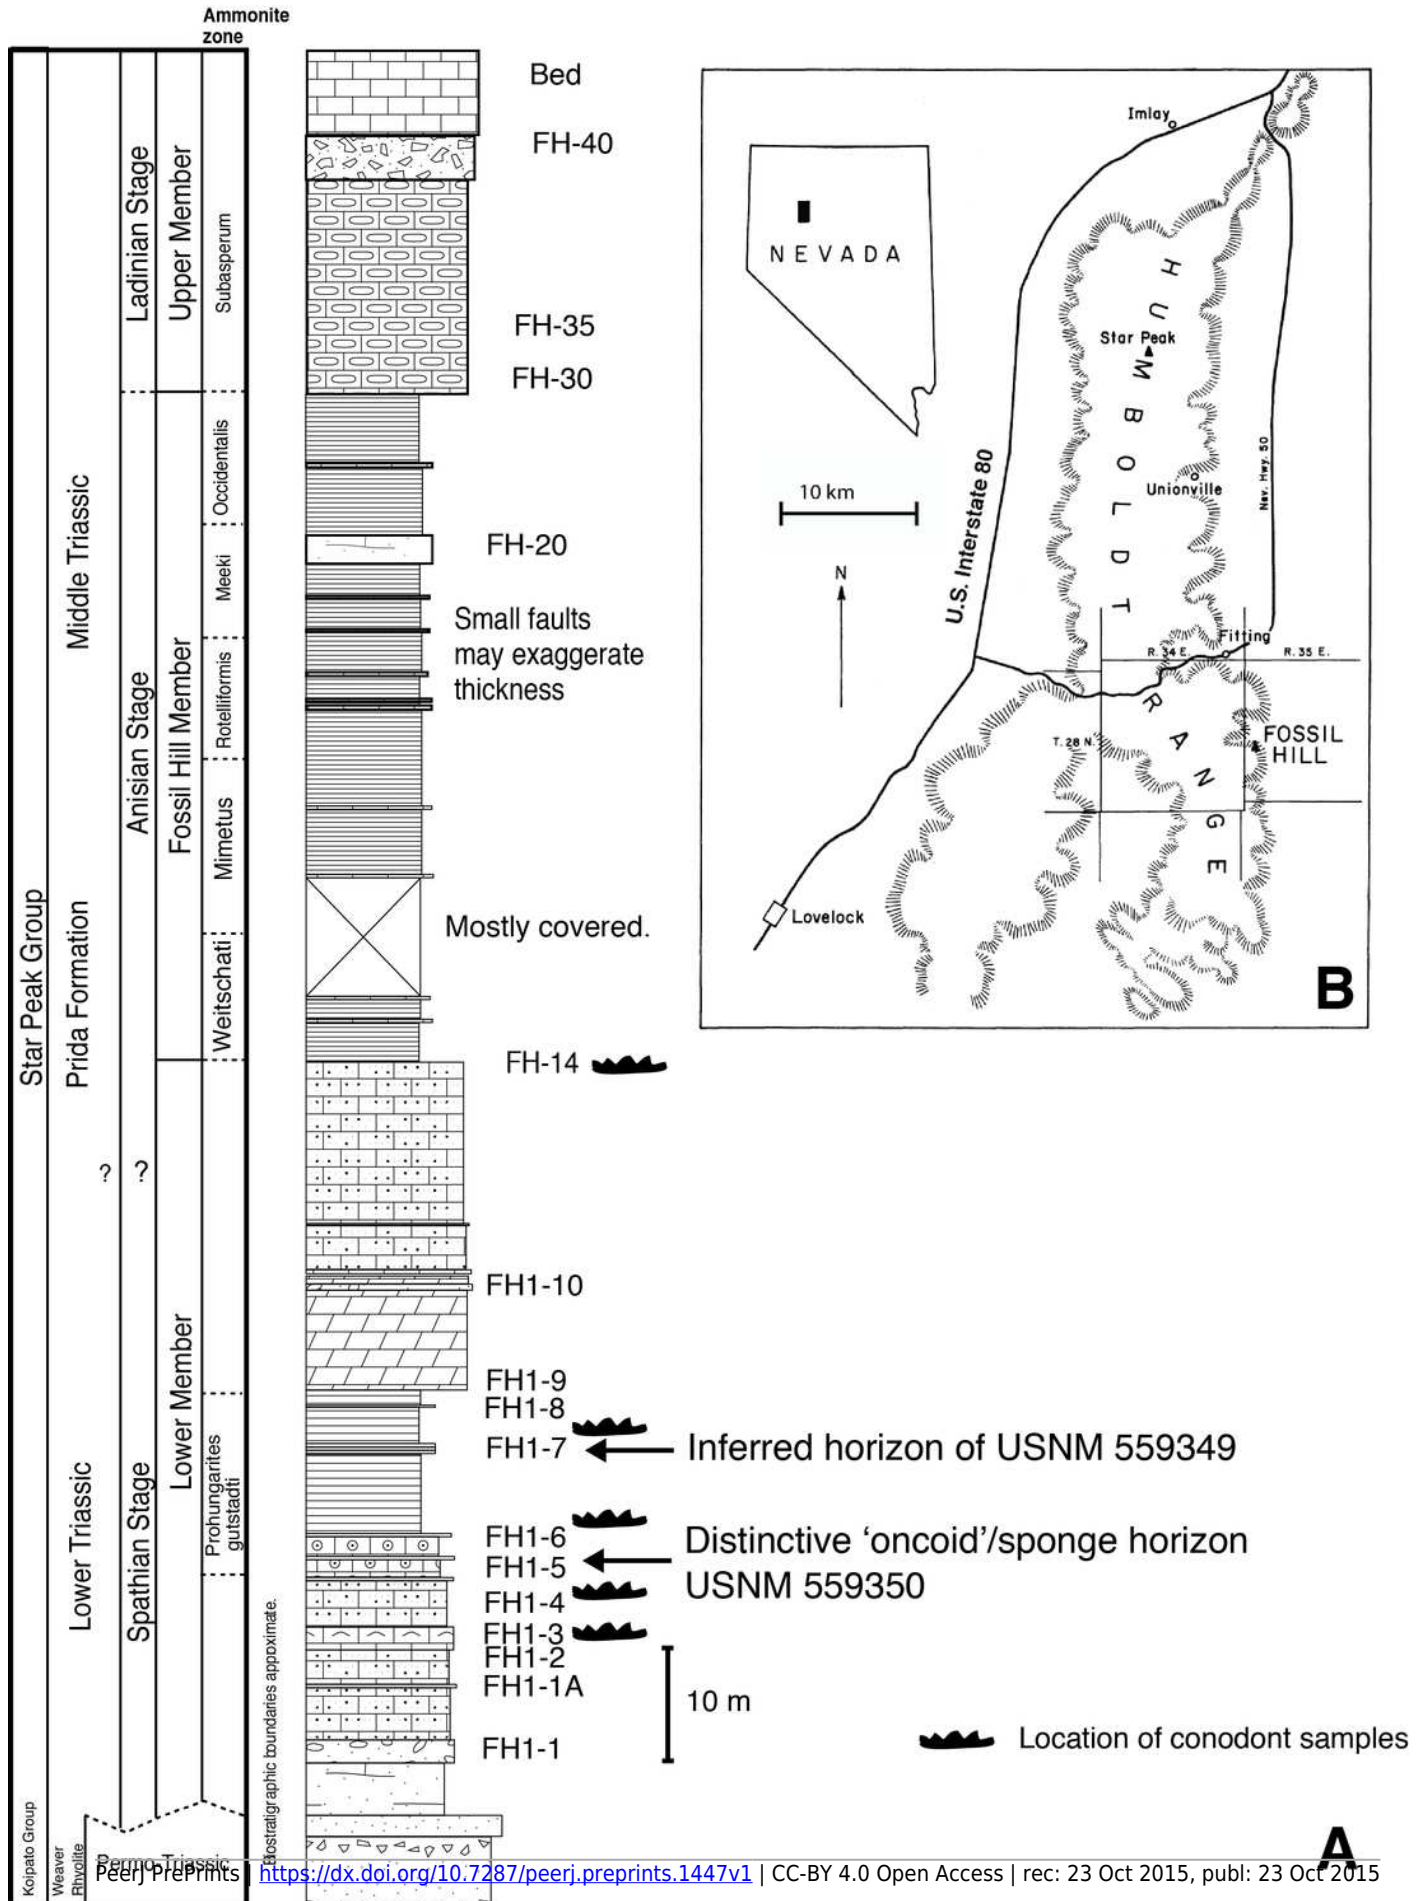 Ammonite
zone
Star Peak Group
Koipato Group
Middle Triassic
Prida Formation
?
Lower Triassic
Weaver
Rhyolite
Ladinian Stage
Anisian Stage
?
Spathian Stage
Permo-Triassic
Upper Member
Fossil Hill Member
Lower Member
Subasperum
Occidentalis
Meeki
Rotelliformis
Mimetus
Weitschati
Prohungarites
gutstadti
Biostratigraphic boundaries approximate.
Bed
FH-40
FH-35
FH-30
FH-20
Small faults
may exaggerate
thickness
Mostly covered.
FH-14
FH1-10
FH1-9
FH1-8
FH1-7
Inferred horizon of USNM 559349
FH1-6
Distinctive ‘oncoid’/sponge horizon
USNM 559350
FH1-5
FH1-4
FH1-3
FH1-2
FH1-1A
FH1-1
10 m
Location of conodont samples
A
Imlay
NEVADA
HUMBOLDT
Star Peak
Unionville
Nev. Hwy. 50
U.S. Interstate 80
10 km
N
Fitting
R. 34 E.
R. 35 E.
T. 28 N.
RANGE
FOSSIL
HILL
Lovelock
B
PeerJ PrePrints | https://dx.doi.org/10.7287/peerj.preprints.1447v1 | CC-BY 4.0 Open Access | rec: 23 Oct 2015, publ: 23 Oct 2015